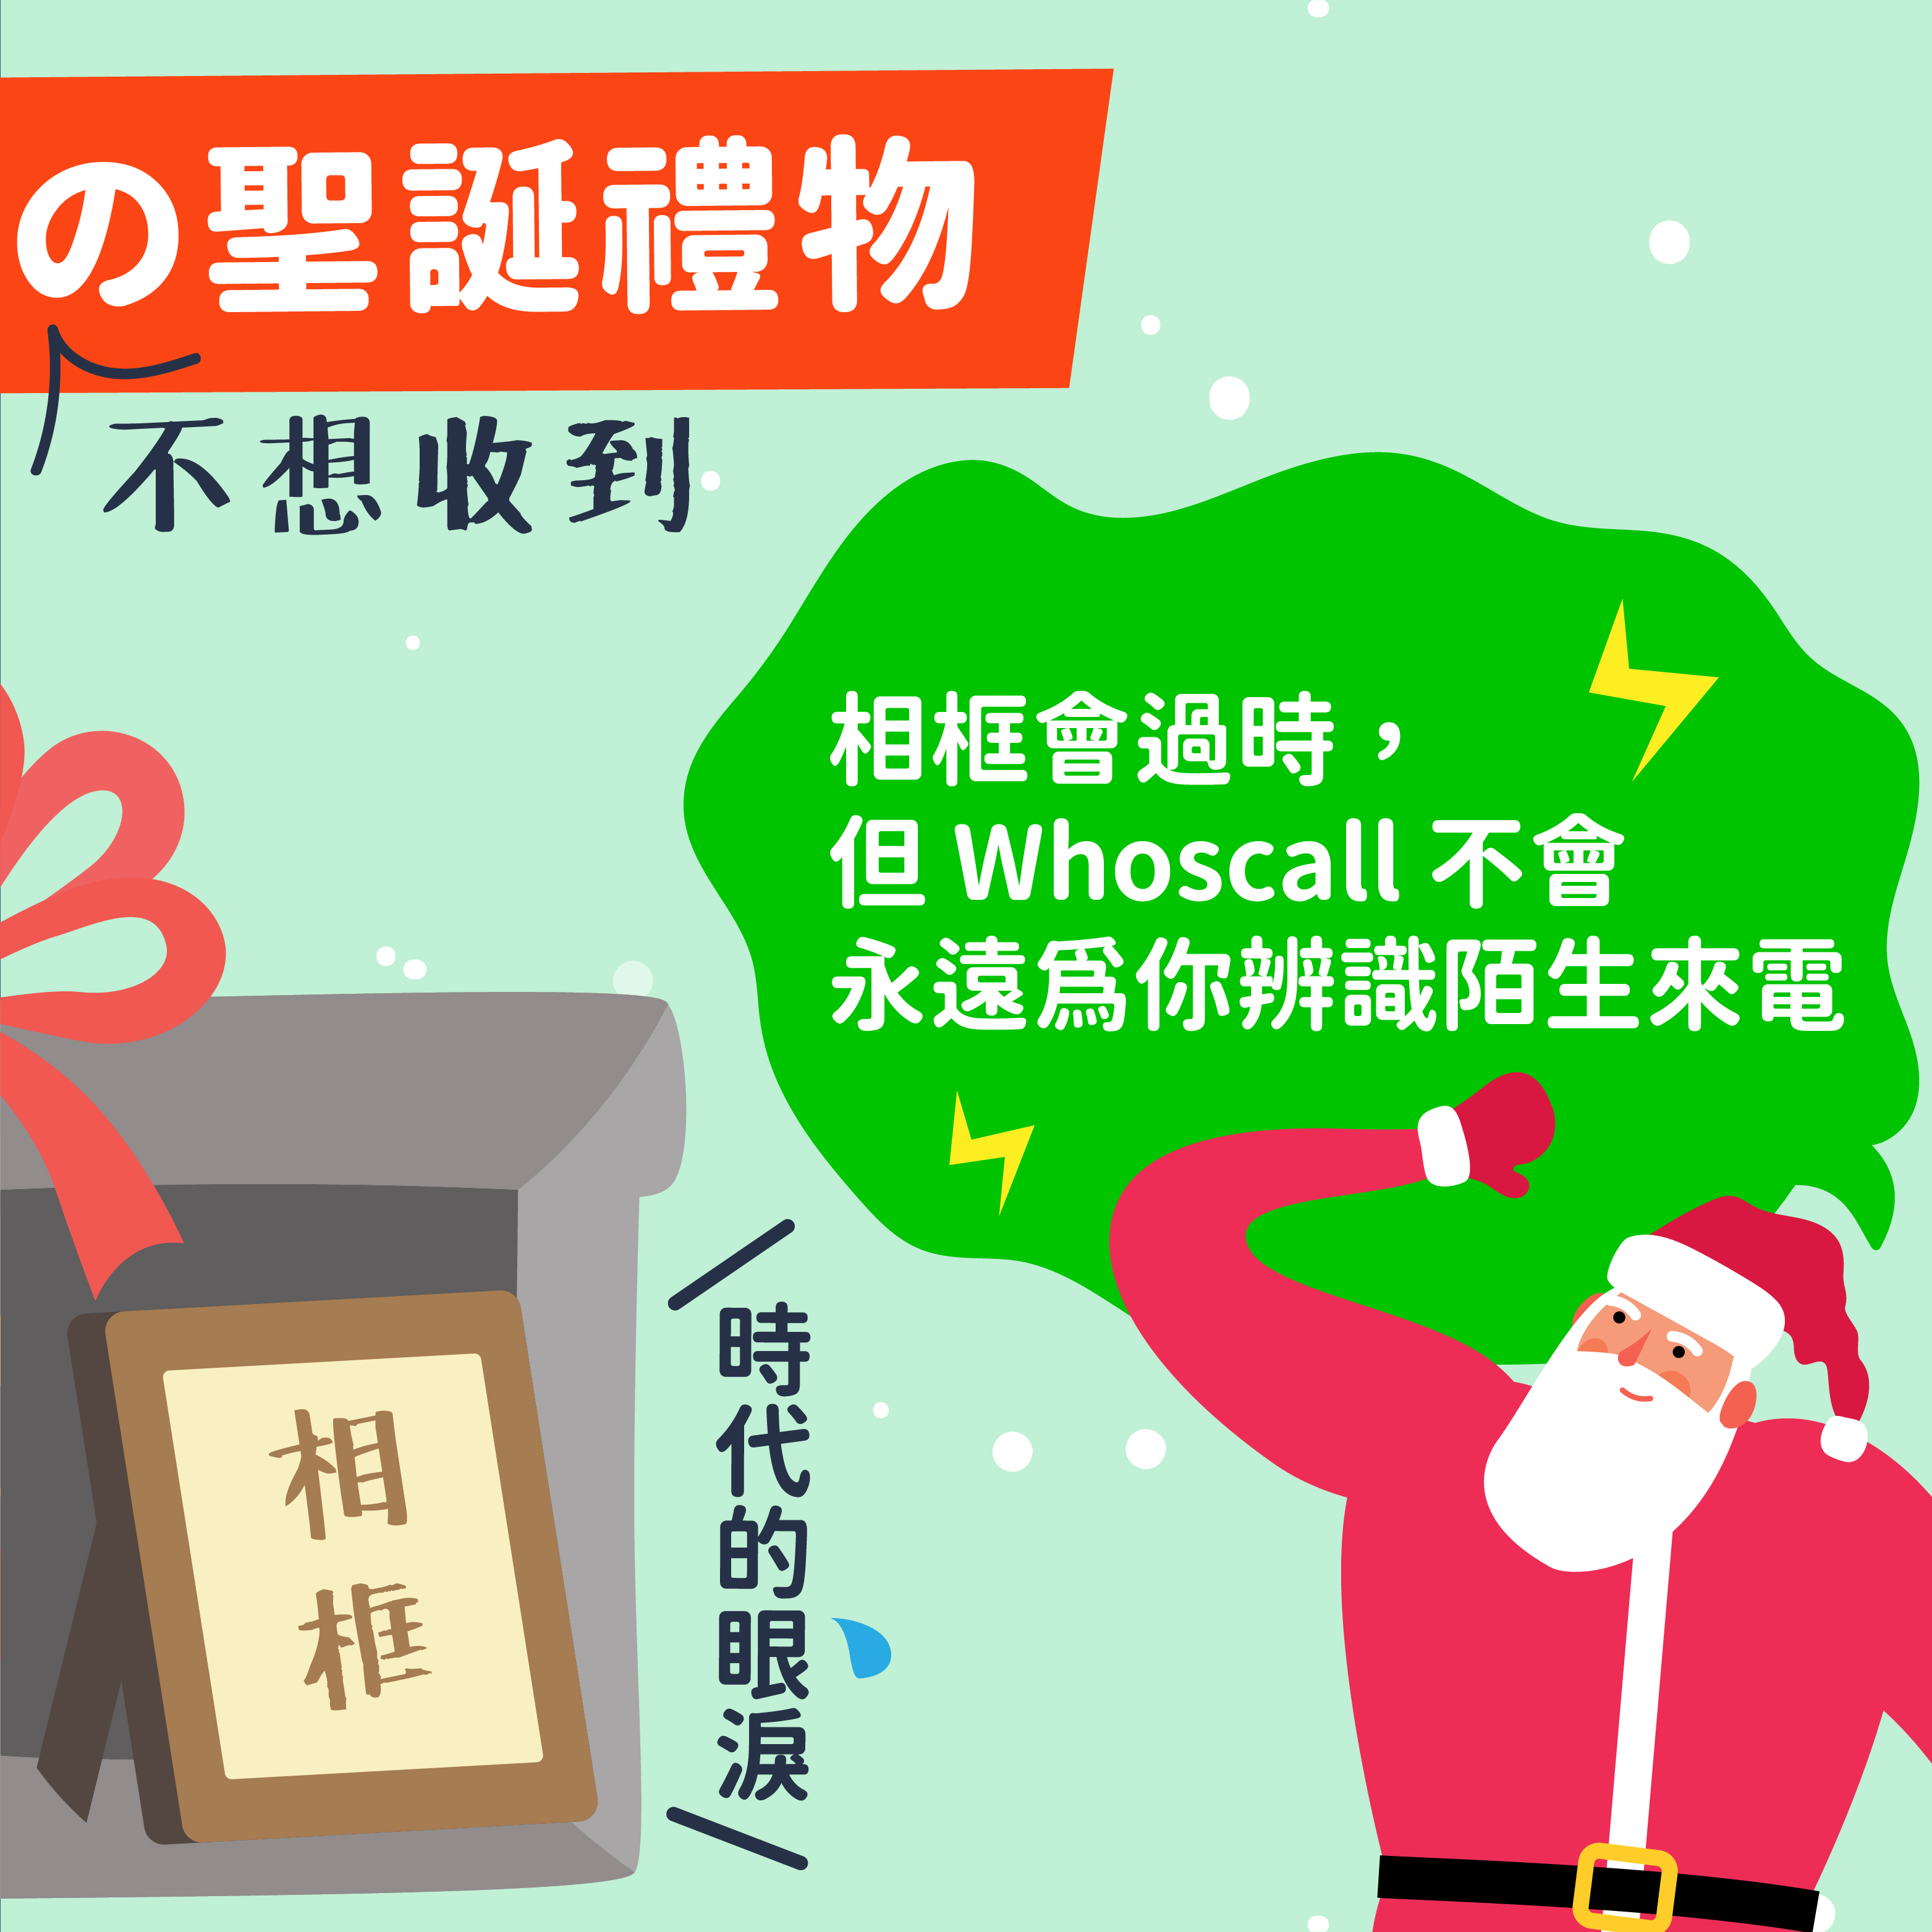 の聖誕禮物
不想收到
相框會過時，
但 Whoscall 不會
永遠為你辨識陌生來電
時代的眼淚
相框